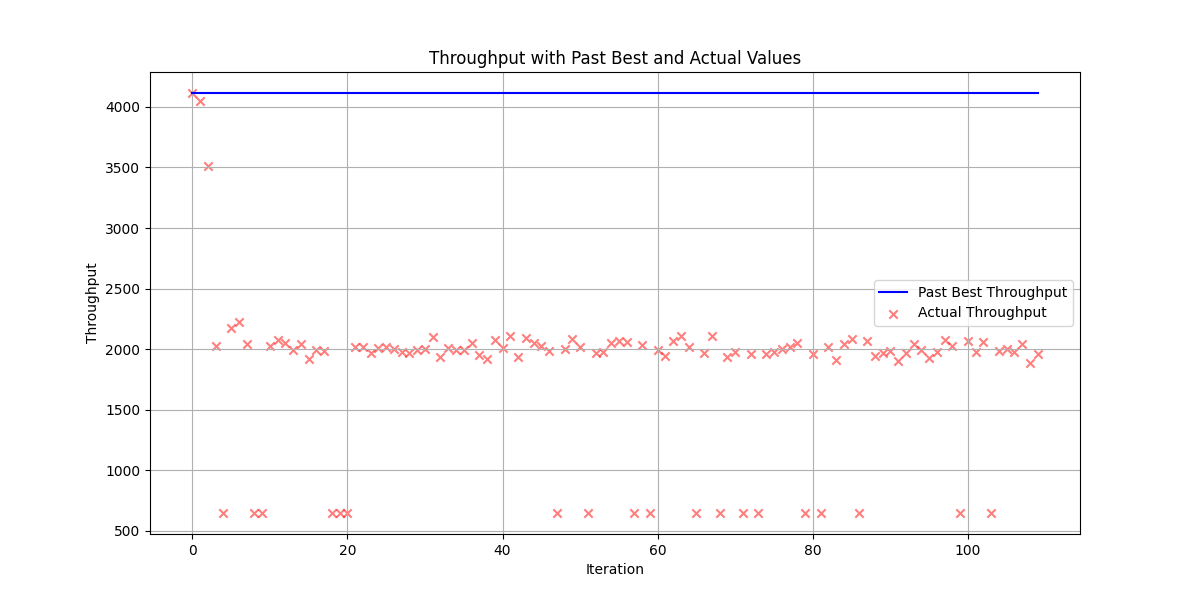 Throughput with Past Best and Actual Values
Throughput
4000
3500
3000
2500
2000
1500
1000
500
Past Best Throughput
Actual Throughput
0
20
40
60
80
100
Iteration